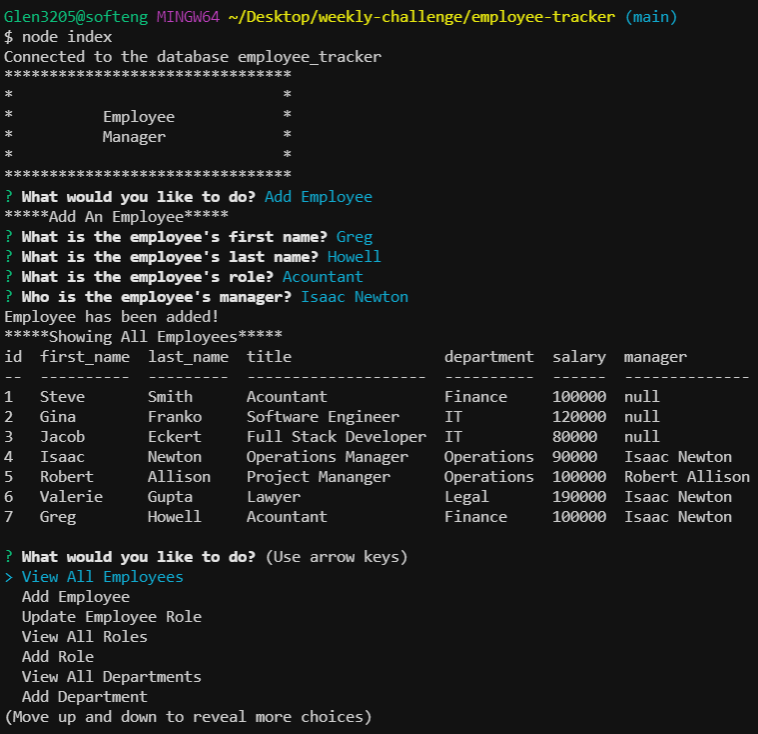 Glen3205@softeng MINGW64 ~/Desktop/weekly-challenge/employee-tracker (main)
$ node index
Connected to the database employee_tracker
********************************
*                              *
*          Employee            *
*          Manager             *
*                              *
********************************
? What would you like to do? Add Employee
*****Add An Employee*****
? What is the employee's first name? Greg
? What is the employee's last name? Howell
? What is the employee's role? Acountant
? Who is the employee's manager? Isaac Newton
Employee has been added!
*****Showing All Employees*****
id  first_name  last_name  title                 department  salary  manager
--  ----------  ---------  --------------------  ----------  ------  --------------
1   Steve       Smith      Acountant             Finance     100000  null
2   Gina        Franko     Software Engineer     IT          120000  null
3   Jacob       Eckert     Full Stack Developer  IT          80000   null
4   Isaac       Newton     Operations Manager    Operations  90000   Isaac Newton
5   Robert      Allison    Project Mananger      Operations  100000  Robert Allison
6   Valerie     Gupta      Lawyer                Legal       190000  Isaac Newton
7   Greg        Howell     Acountant             Finance     100000  Isaac Newton
? What would you like to do? (Use arrow keys)
> View All Employees
  Add Employee
  Update Employee Role
  View All Roles
  Add Role
  View All Departments
  Add Department
(Move up and down to reveal more choices)